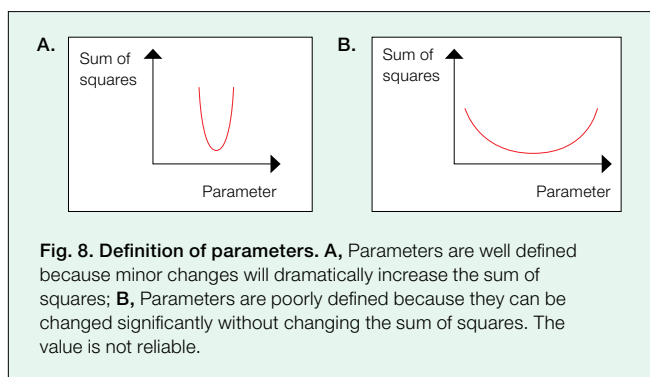 A.
Sum of
squares
Parameter
B.
Sum of
squares
Parameter
Fig. 8. Definition of parameters. A, Parameters are well defined
because minor changes will dramatically increase the sum of
squares; B, Parameters are poorly defined because they can be
changed significantly without changing the sum of squares. The
value is not reliable.